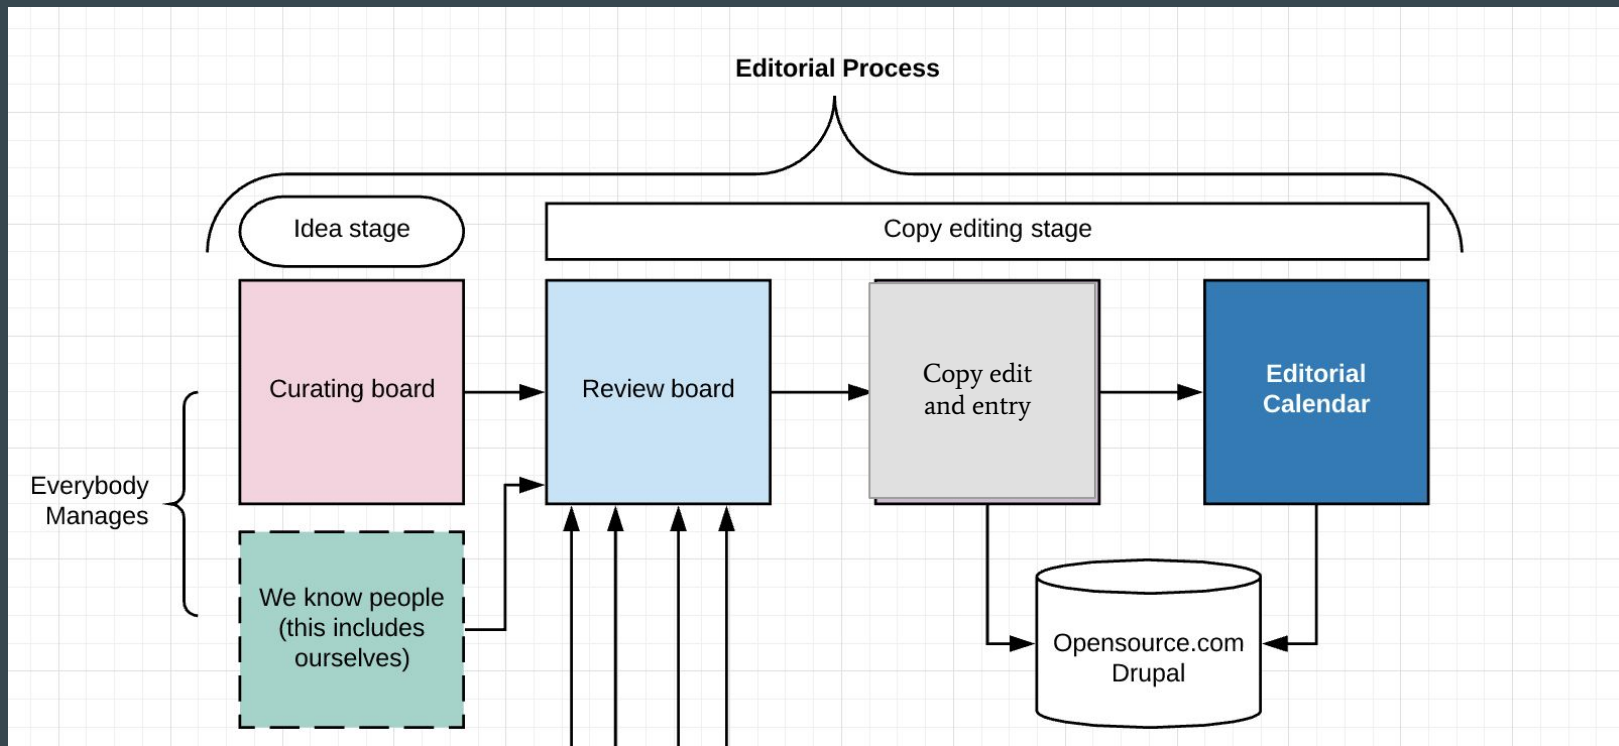 Editorial Process
Idea stage
Copy editing stage
Curating board
Review board
Copy edit
and entry
Editorial
Calendar
Everybody
Manages
We know people
(this includes
ourselves)
Opensource.com
Drupal